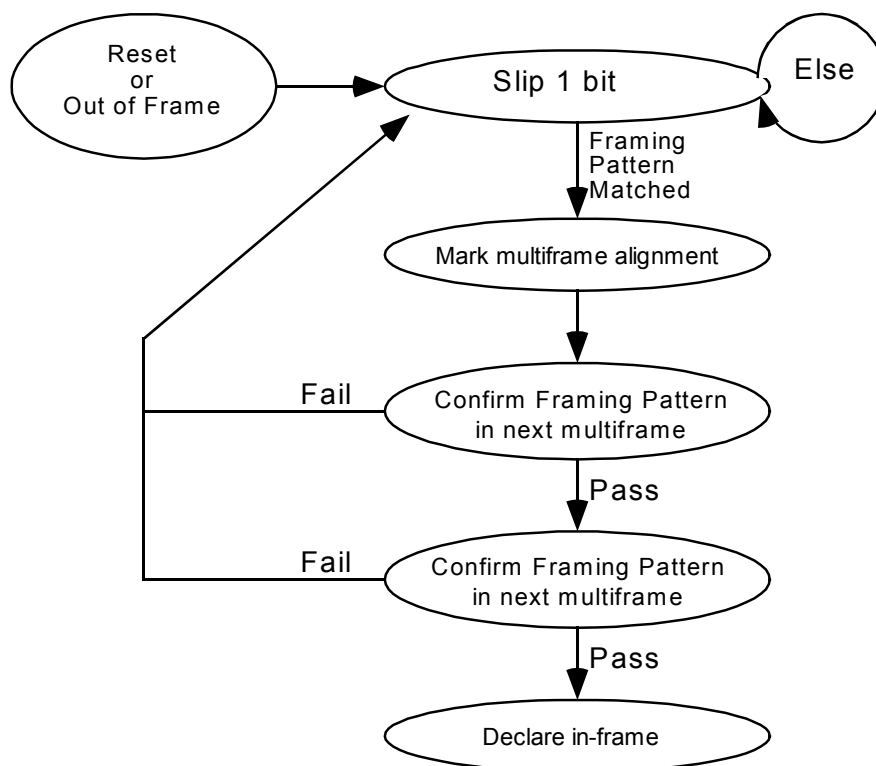 Reset
or
Out of Frame
Slip 1 bit
Else
Framing
Pattern
Matched
Mark multiframe alignment
Fail
Confirm Framing Pattern
in next multiframe
Pass
Fail
Confirm Framing Pattern
in next multiframe
Pass
Declare in-frame